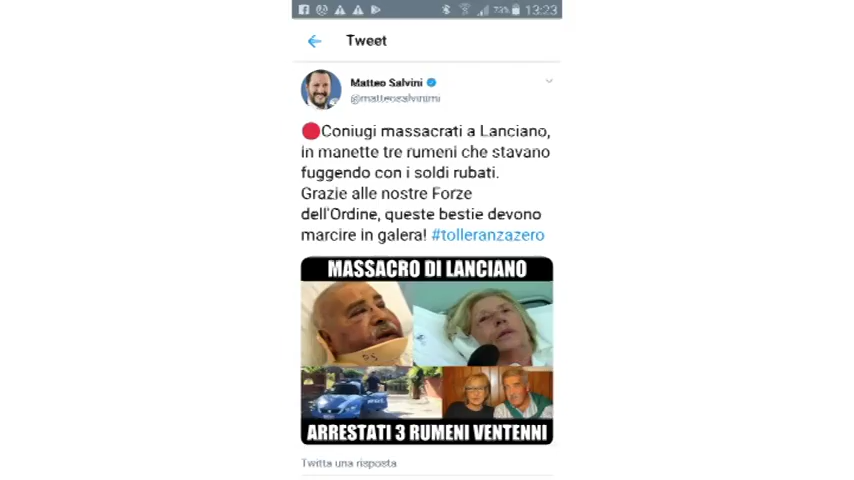 73% 13:23
Tweet
Matteo Salvini
@matteosalvinimi
Coniugi massacrati a Lanciano,
in manette tre rumeni che stavano
fuggendo con i soldi rubati.
Grazie alle nostre Forze
dell'Ordine, queste bestie devono
marcire in galera! #tolleranzazero
MASSACRO DI LANCIANO
PS
ARRESTATI 3 RUMENI VENTENNI
Twitta una risposta